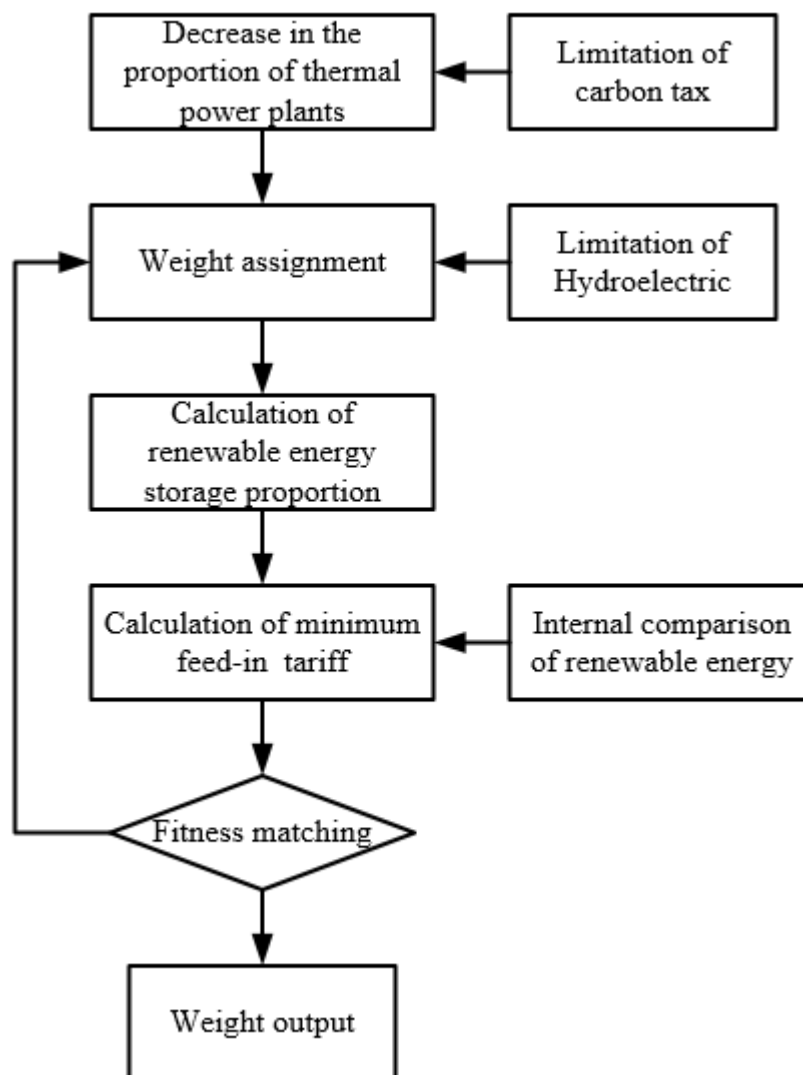 Decrease in the
proportion of thermal
power plants
Limitation of
carbon tax
Weight assignment
Limitation of
Hydroelectric
Calculation of
renewable energy
storage proportion
Calculation of minimum
feed-in tariff
Internal comparison
of renewable energy
Fitness matching
Weight output